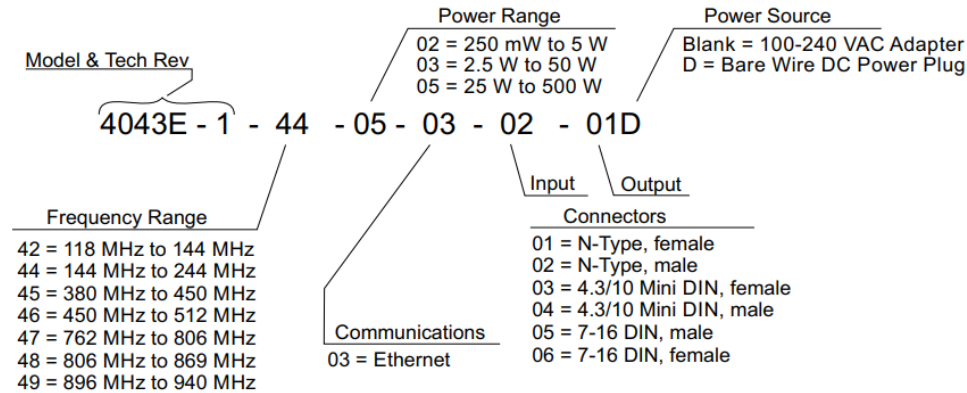 Power Range
02 = 250 mW to 5 W
03 = 2.5 W to 50 W
05 = 25 W to 500 W
Power Source
Blank = 100-240 VAC Adapter
D = Bare Wire DC Power Plug
Model & Tech Rev
4043E - 1 - 44 - 05 - 03 - 02 - 01D
Input
Output
Frequency Range
42 = 118 MHz to 144 MHz
44 = 144 MHz to 244 MHz
45 = 380 MHz to 450 MHz
46 = 450 MHz to 512 MHz
47 = 762 MHz to 806 MHz
48 = 806 MHz to 869 MHz
49 = 896 MHz to 940 MHz
Communications
03 = Ethernet
Connectors
01 = N-Type, female
02 = N-Type, male
03 = 4.3/10 Mini DIN, female
04 = 4.3/10 Mini DIN, male
05 = 7-16 DIN, male
06 = 7-16 DIN, female